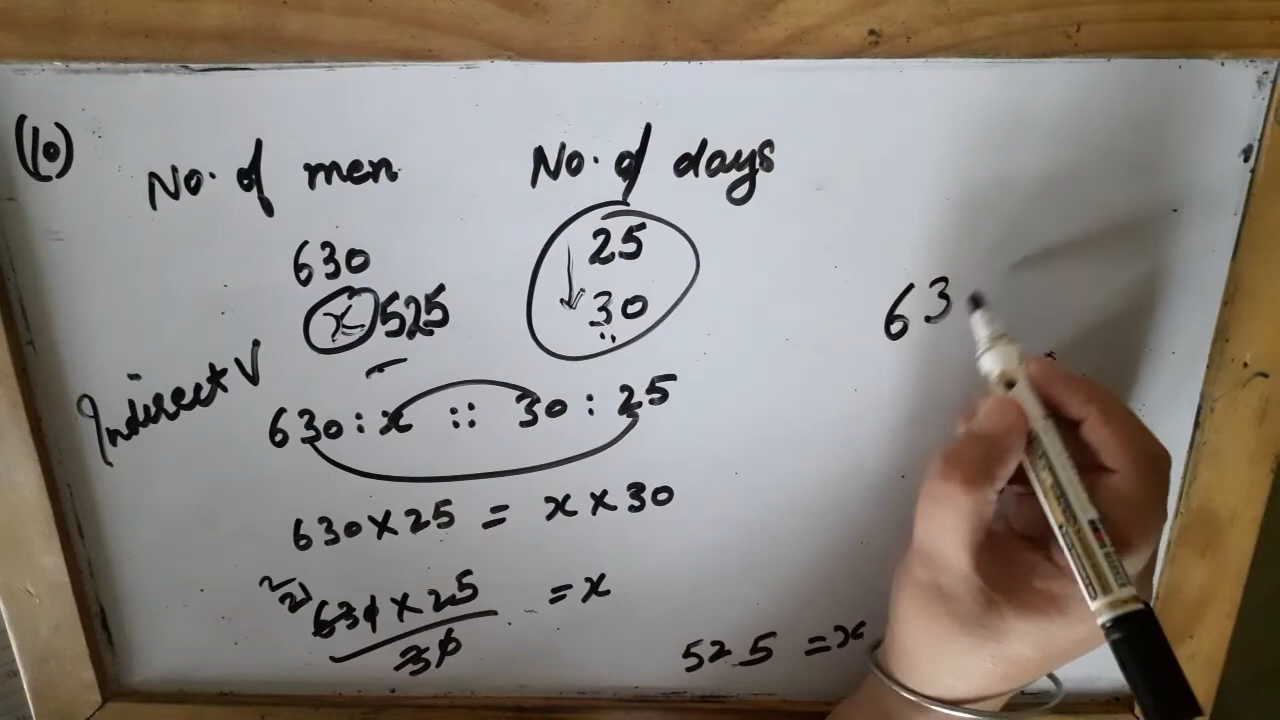 (10)
No. of men No. of days
630 25
x 525 30
Indirect V
630 : x :: 30 : 25
630 × 25 = x × 30
21
630 × 25 = x
30
525 = x
63